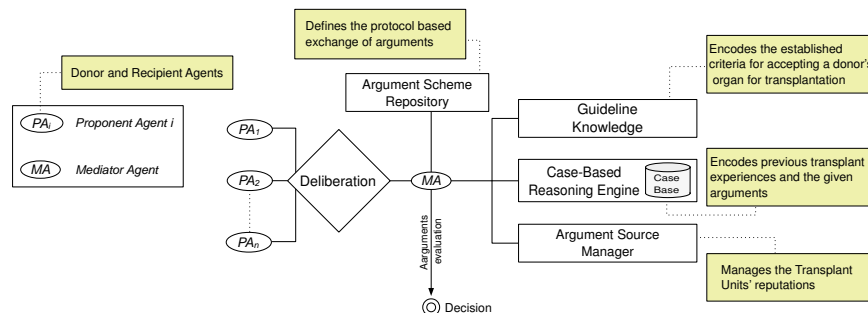 Defines the protocol based
exchange of arguments
Donor and Recipient Agents
Encodes the established
criteria for accepting a donor's
organ for transplantation
Argument Scheme
Repository
PAi Proponent Agent i
MA Mediator Agent
PA1
PA2
PAn
Deliberation
MA
Guideline
Knowledge
Case-Based
Reasoning Engine
Case
Base
Encodes previous transplant
experiences and the given
arguments
Argument Source
Manager
Manages the Transplant
Units' reputations
Aarguments
evaluation
Decision